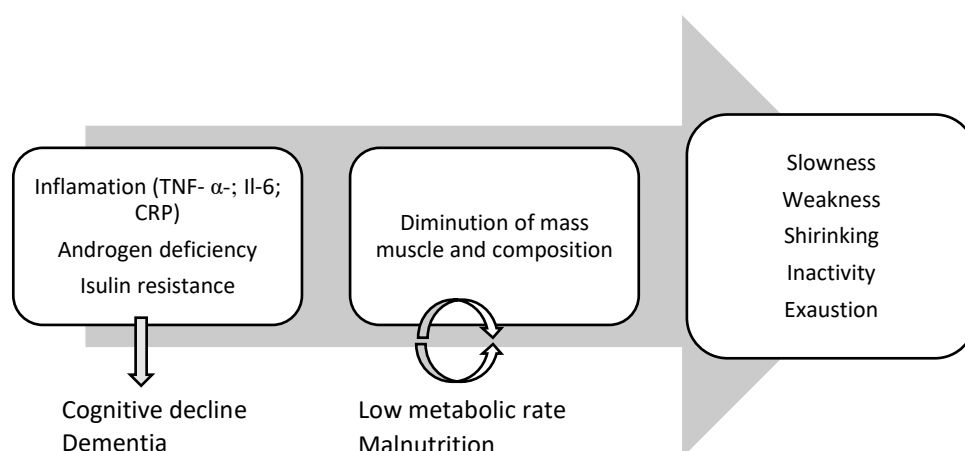 Inflamation (TNF- α-; Il-6;
CRP)
Androgen deficiency
Isulin resistance
Diminution of mass
muscle and composition
Slowness
Weakness
Shirinking
Inactivity
Exaustion
Cognitive decline
Dementia
Low metabolic rate
Malnutrition